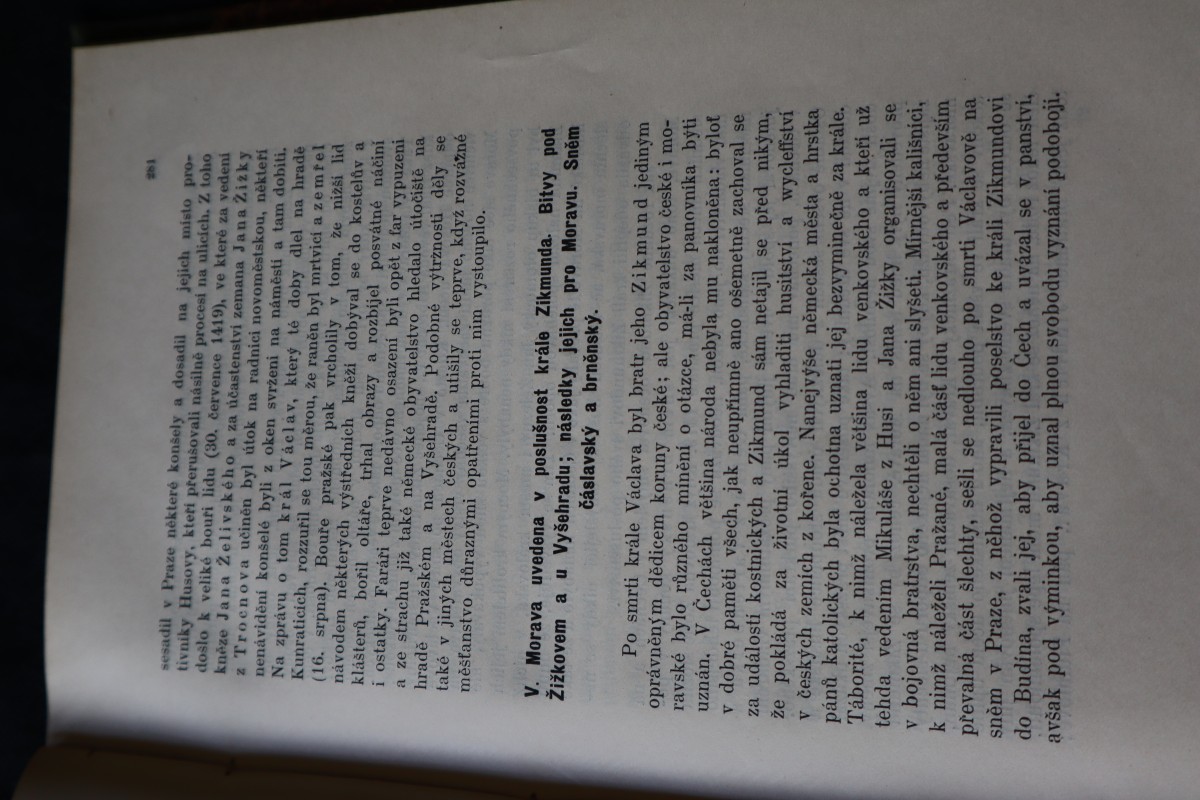 281
sesadil v Praze některé konšely a dosadil na jejich místo pro-
tivníky Husovy, kteří přerušovali násilně procesí na ulicích. Z toho
došlo k veliké bouři lidu (30. července 1419), ve které za vedení
kněze Jana Želivského a za účastenství zemana Jana Žižky
z Trocnova učiněn byl útok na radnici novoměstskou, někteří
nenávidění konšelé byli z oken svrženi na náměstí a tam dobiti.
Na zprávu o tom král Václav, který té doby dlel na hradě
Kunraticích, rozzuřil se tou měrou, že raněn byl mrtvicí a zemřel
(16. srpna). Bouře pražské pak vrcholily v tom, že nižší lid
návodem některých výstředních kněží dobýval se do kostelův a
klášterů, bořil oltáře, trhal obrazy a rozbíjel posvátné náčiní
i ostatky. Faráři teprve nedávno osazení byli opět z far vypuzeni
a ze strachu již také německé obyvatelstvo hledalo útočiště na
hradě Pražském a na Vyšehradě. Podobné výtržnosti děly se
také v jiných městech českých a utišily se teprve, když rozvážné
měšťanstvo důraznými opatřeními proti nim vystoupilo.
V. Morava uvedena v poslušnost krále Zikmunda. Bitvy pod
Žižkovem a u Vyšehradu; následky jejich pro Moravu. Sněm
čáslavský a brněnský.
Po smrti krále Václava byl bratr jeho Zikmund jediným
oprávněným dědicem koruny české; ale obyvatelstvo české i mo-
ravské bylo různého mínění o otázce, má-li za panovníka býti
uznán. V Čechách většina národa nebyla mu nakloněna: byloť
v dobré paměti všech, jak neupřímně ano ošemetně zachoval se
za událostí kostnických a Zikmund sám netajil se před nikým,
že pokládá za životní úkol vyhladiti husitství a wycleffství
v českých zemích z kořene. Nanejvýše německá města a hrstka
pánů katolických byla ochotna uznati jej bezvýminečně za krále.
Táborité, k nimž náležela většina lidu venkovského a kteří už
tehda vedením Mikuláše z Husi a Jana Žižky organisovali se
v bojovná bratrstva, nechtěli o něm ani slyšeti. Mírnější kališníci,
k nimž náleželi Pražané, malá část lidu venkovského a především
převalná část šlechty, sešli se nedlouho po smrti Václavově na
sněm v Praze, z něhož vypravili poselstvo ke králi Zikmundovi
do Budína, zvali jej, aby přijel do Čech a uvázal se v panství,
avšak pod výminkou, aby uznal plnou svobodu vyznání podobojí.